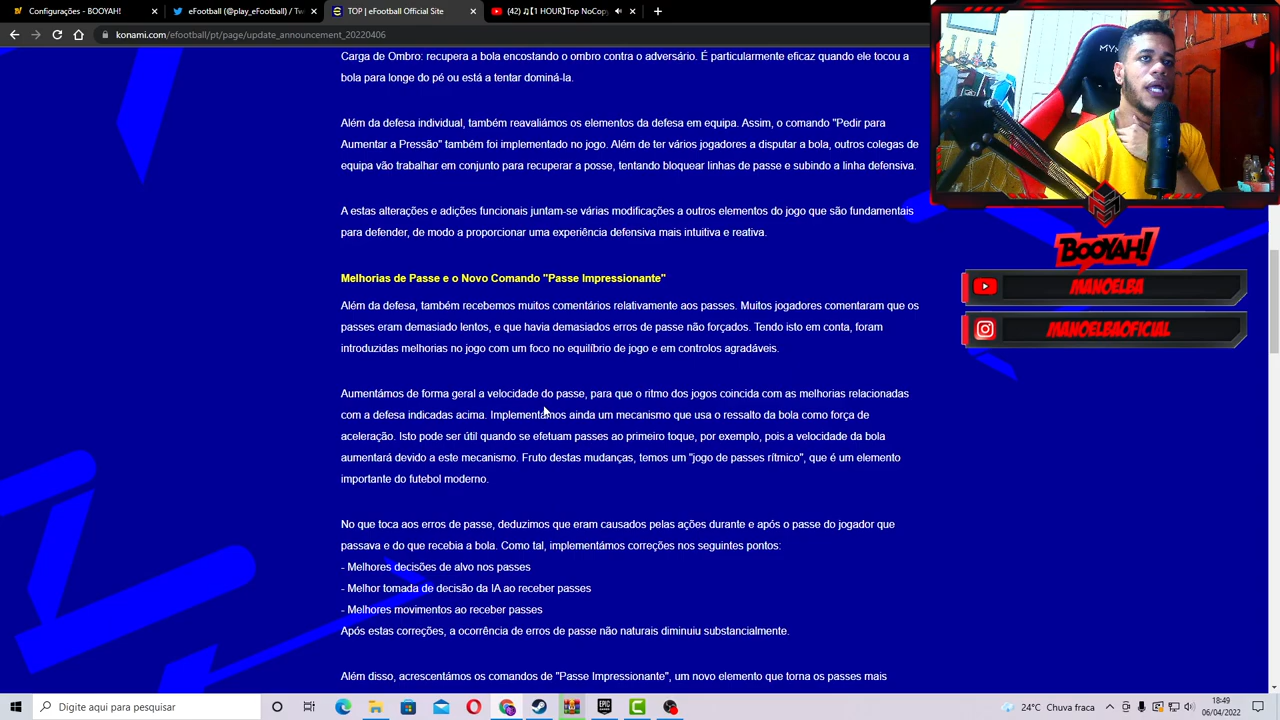 Configurações - BOOYAH!
eFootball deplay_eFootball / Tw
TOP | eFootball Official Site
(42) 🎵[1 HOUR]Top NoCopy
konami.com/efootball/pt/page/update_announcement_20220406
Carga de Ombro: recupera a bola encostando o ombro contra o adversário. É particularmente eficaz quando ele tocou a
bola para longe do pé ou está a tentar dominá-la.
Além da defesa individual, também reavaliámos os elementos da defesa em equipa. Assim, o comando "Pedir para
Aumentar a Pressão" também foi implementado no jogo. Além de ter vários jogadores a disputar a bola, outros colegas de
equipa vão trabalhar em conjunto para recuperar a posse, tentando bloquear linhas de passe e subindo a linha defensiva.
A estas alterações e adições funcionais juntam-se várias modificações a outros elementos do jogo que são fundamentais
para defender, de modo a proporcionar uma experiência defensiva mais intuitiva e reativa.
Melhorias de Passe e o Novo Comando "Passe Impressionante"
Além da defesa, também recebemos muitos comentários relativamente aos passes. Muitos jogadores comentaram que os
passes eram demasiado lentos, e que havia demasiados erros de passe não forçados. Tendo isto em conta, foram
introduzidas melhorias no jogo com um foco no equilíbrio de jogo e em controlos agradáveis.
Aumentámos de forma geral a velocidade do passe, para que o ritmo dos jogos coincida com as melhorias relacionadas
com a defesa indicadas acima. Implementámos ainda um mecanismo que usa o ressalto da bola como força de
aceleração. Isto pode ser útil quando se efetuam passes ao primeiro toque, por exemplo, pois a velocidade da bola
aumentará devido a este mecanismo. Fruto destas mudanças, temos um "jogo de passes rítmico", que é um elemento
importante do futebol moderno.
No que toca aos erros de passe, deduzimos que eram causados pelas ações durante e após o passe do jogador que
passava e do que recebia a bola. Como tal, implementámos correções nos seguintes pontos:
- Melhores decisões de alvo nos passes
- Melhor tomada de decisão da IA ao receber passes
- Melhores movimentos ao receber passes
Após estas correções, a ocorrência de erros de passe não naturais diminuiu substancialmente.
Além disso, acrescentámos os comandos de "Passe Impressionante", um novo elemento que torna os passes mais
BOOYAH!
MANOELBA
MANOELBAOFICIAL
Digite aqui para pesquisar
24°C Chuva fraca
18:49
06/04/2022